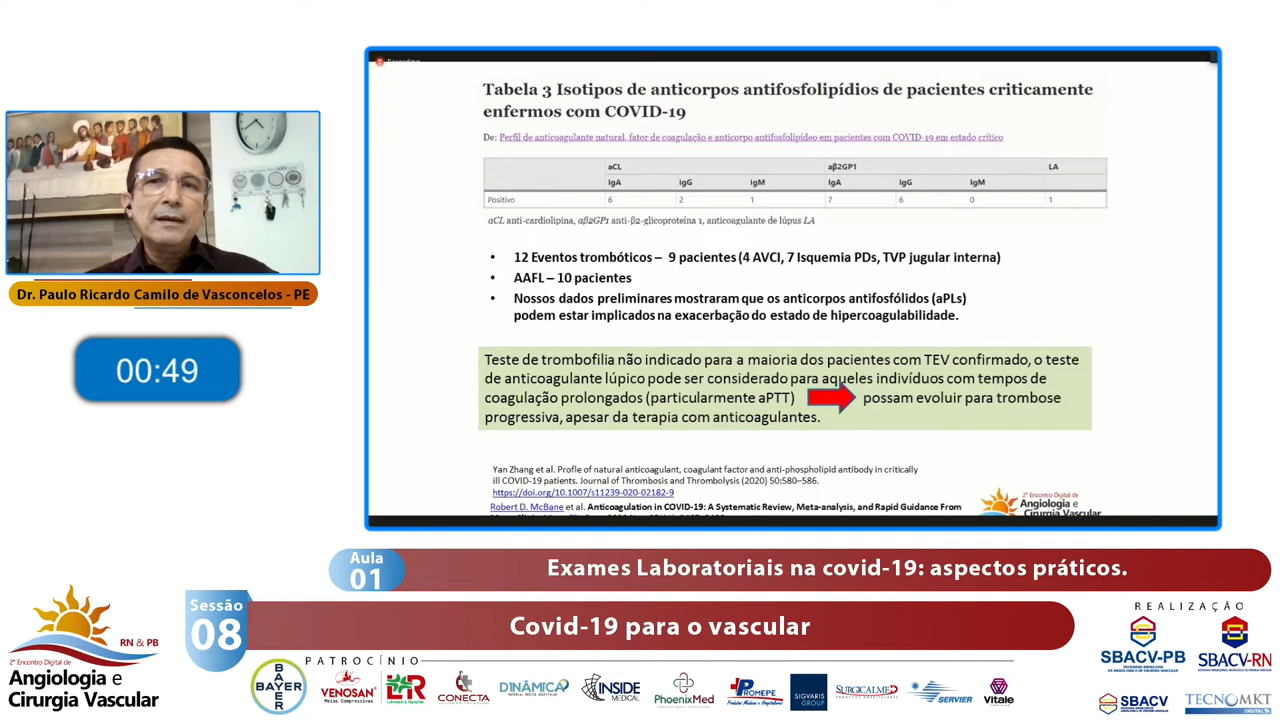 Tabela 3 Isotipos de anticorpos antifosfolipídios de pacientes criticamente
enfermos com COVID-19
De: Perfil de anticoagulante natural, fator de coagulação e anticorpo antifosfolipídeo em pacientes com COVID-19 em estado crítico
aCL aβ2GP1 LA
IgA IgG IgM IgA IgG IgM
Positivo 6 2 1 7 6 0 1
aCL anti-cardiolipina, aβ2GP1 anti-β2-glicoproteína 1, anticoagulante de lúpus LA
• 12 Eventos trombóticos – 9 pacientes (4 AVCI, 7 Isquemia PDs, TVP jugular interna)
• AAFL – 10 pacientes
• Nossos dados preliminares mostraram que os anticorpos antifosfólidos (aPLs)
podem estar implicados na exacerbação do estado de hipercoagulabilidade.
Teste de trombofilia não indicado para a maioria dos pacientes com TEV confirmado, o teste
de anticoagulante lúpico pode ser considerado para aqueles indivíduos com tempos de
coagulação prolongados (particularmente aPTT) possam evoluir para trombose
progressiva, apesar da terapia com anticoagulantes.
Yan Zhang et al. Profle of natural anticoagulant, coagulant factor and anti-phospholipid antibody in critically
ill COVID-19 patients. Journal of Thrombosis and Thrombolysis (2020) 50:580–586.
https://doi.org/10.1007/s11239-020-02182-9
Robert D. McBane et al. Anticoagulation in COVID-19: A Systematic Review, Meta-analysis, and Rapid Guidance From
2º Encontro Digital de
Angiologia e
Cirurgia Vascular
Dr. Paulo Ricardo Camilo de Vasconcelos - PE
00:49
Aula
01
Exames Laboratoriais na covid-19: aspectos práticos.
Sessão
08
Covid-19 para o vascular
RN & PB
2º Encontro Digital de
Angiologia e
Cirurgia Vascular
PATROCÍNIO
BAYER
BAYER
VENOSAN
Meias Compressivas
L&R
Lohmann & Rauscher
CONECTA
DINÂMICA
INSIDE
MEDICAL
PhoenixMed
PROMEPE
Produtos Médicos e Hospitalares
SIGVARIS
GROUP
SURGICALMED
SERVIER
Vitale
REALIZAÇÃO
SBACV-PB
SBACV-RN
SBACV
TECNOMKT
DIGITAL